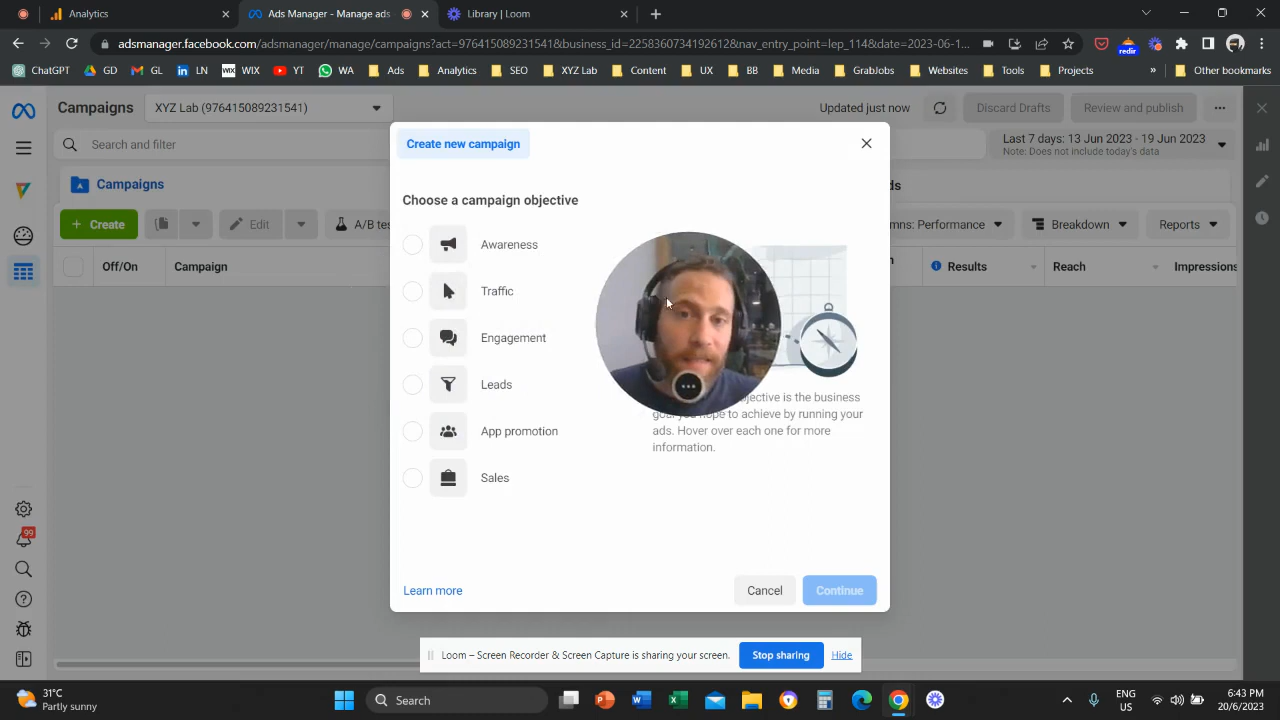 Analytics
Ads Manager - Manage ads
Library | Loom
adsmanager.facebook.com/adsmanager/manage/campaigns?act=976415089231541&business_id=22583607341926128&nav_entry_point=lep_114&date=2023-06-1...
redir
ChatGPT
GD
GL
LN
WIX
WIX
YT
WA
Ads
Analytics
SEO
XYZ Lab
Content
UX
BB
Media
GrabJobs
Websites
Tools
Projects
»
Other bookmarks
Campaigns
XYZ Lab (976415089231541)
Updated just now
Discard Drafts
Review and publish
Search and filter
Last 7 days: 13 Jun 2023 - 19 Jun 2023
Note: Does not include today's data
Campaigns
ds
+ Create
Edit
A/B tes
mns: Performance
Breakdown
Reports
Off/On
Campaign
n
Results
Reach
Impressions
Create new campaign
Choose a campaign objective
Awareness
Traffic
Engagement
Leads
App promotion
Sales
jective is the business
goal you hope to achieve by running your
ads. Hover over each one for more
information.
Learn more
Cancel
Continue
99
Loom – Screen Recorder & Screen Capture is sharing your screen.
Stop sharing
Hide
31°C
Partly sunny
Search
ENG
US
6:43 PM
20/6/2023